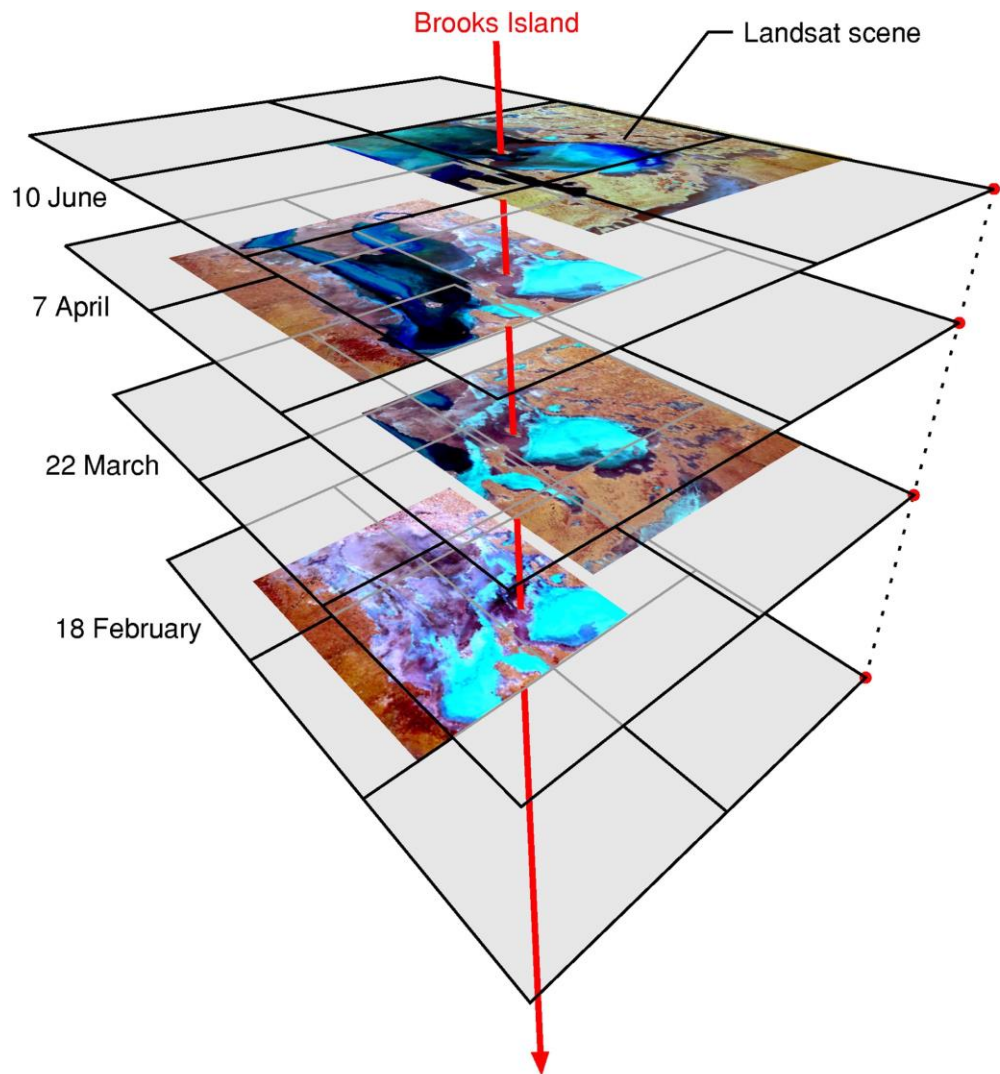 Brooks Island
Landsat scene
10 June
7 April
22 March
18 February